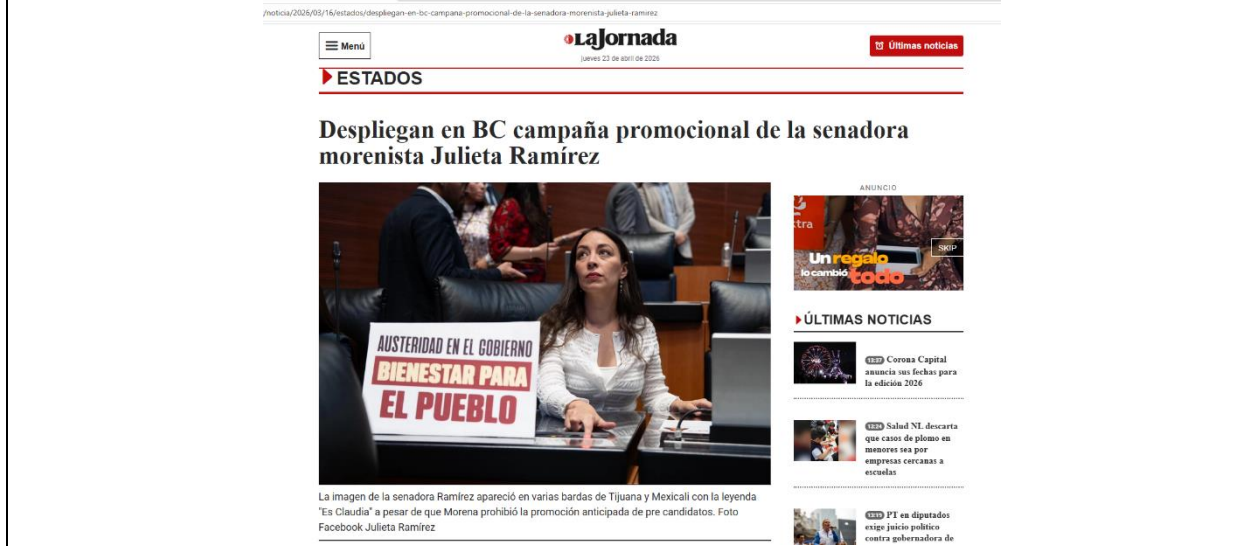 /noticia/2026/03/16/estados/despliegan-en-bc-campana-promocional-de-la-senadora-morenista-julieta-ramirez
Menú
La Jornada
Últimas noticias
jueves 23 de abril de 2026
ESTADOS
Despliegan en BC campaña promocional de la senadora
morenista Julieta Ramírez
AUSTERIDAD EN EL GOBIERNO
BIENESTAR PARA
EL PUEBLO
La imagen de la senadora Ramírez apareció en varias bardas de Tijuana y Mexicali con la leyenda
"Es Claudia" a pesar de que Morena prohibió la promoción anticipada de pre candidatos. Foto
Facebook Julieta Ramírez
ANUNCIO
xtra
SKIP
Un regalo
lo cambió todo
ÚLTIMAS NOTICIAS
13:27 Corona Capital
anuncia sus fechas para
la edición 2026
13:24 Salud NL descarta
que casos de plomo en
menores sea por
empresas cercanas a
escuelas
PT en diputados
exige juicio político
contra gobernadora de